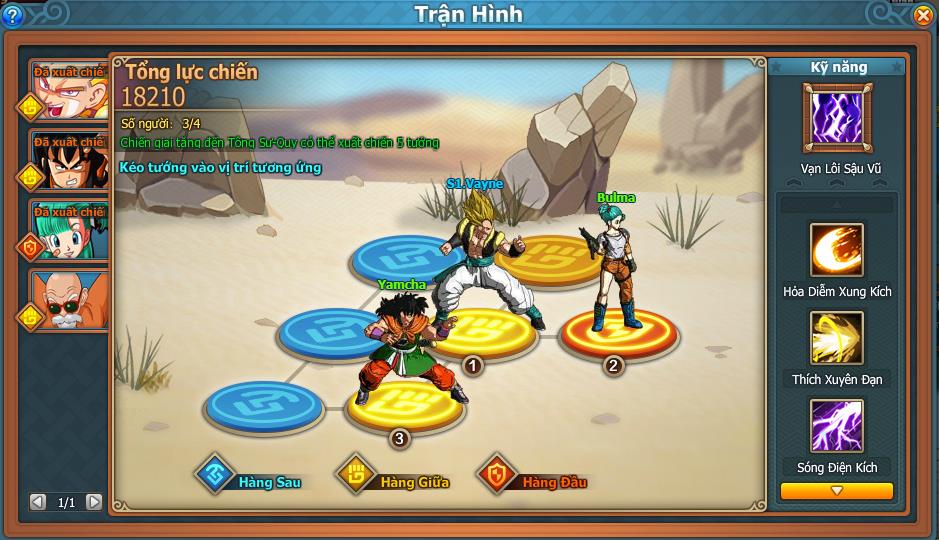 Trận Hình
Đã xuất chiế
Đã xuất chiế
Đã xuất chiế
1/1
Tổng lực chiến
18210
Số người: 3/4
Chiến giai tăng đến Tông Sư-Quy có thể xuất chiến 5 tướng
Kéo tướng vào vị trí tương ứng
S1.Vayne
Bulma
Yamcha
1
2
3
Hàng Sau
Hàng Giữa
Hàng Đầu
Kỹ năng
Vạn Lôi Sậu Vũ
Hỏa Diễm Xung Kích
Thích Xuyên Đạn
Sóng Điện Kích